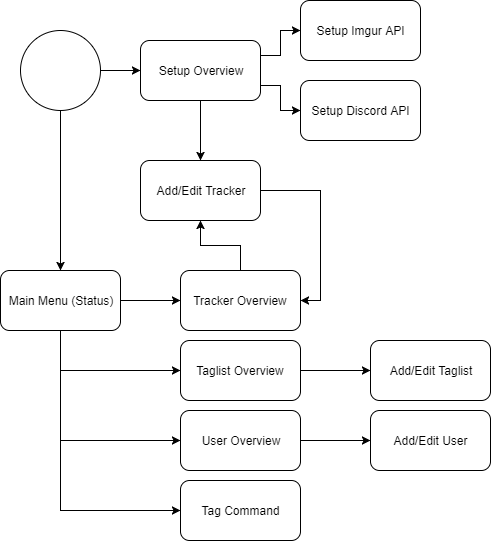 Setup Imgur API
Setup Overview
Setup Discord API
Add/Edit Tracker
Main Menu (Status)
Tracker Overview
Taglist Overview
Add/Edit Taglist
User Overview
Add/Edit User
Tag Command